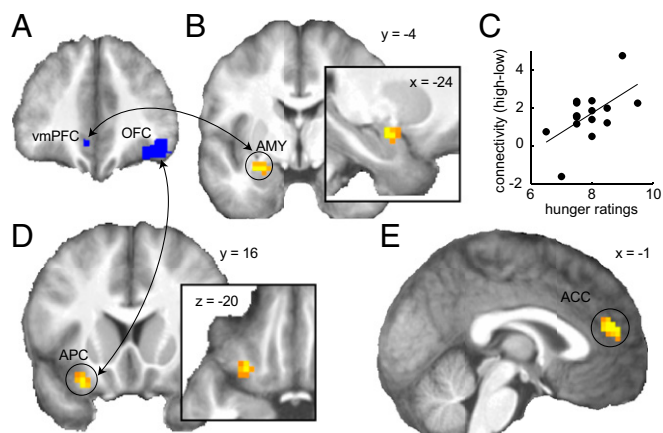 A
vmPFC
OFC
B
y = -4
x = -24
AMY
C
connectivity (high-low)
4
2
0
-2
6
8
10
hunger ratings
D
y = 16
z = -20
APC
E
x = -1
ACC